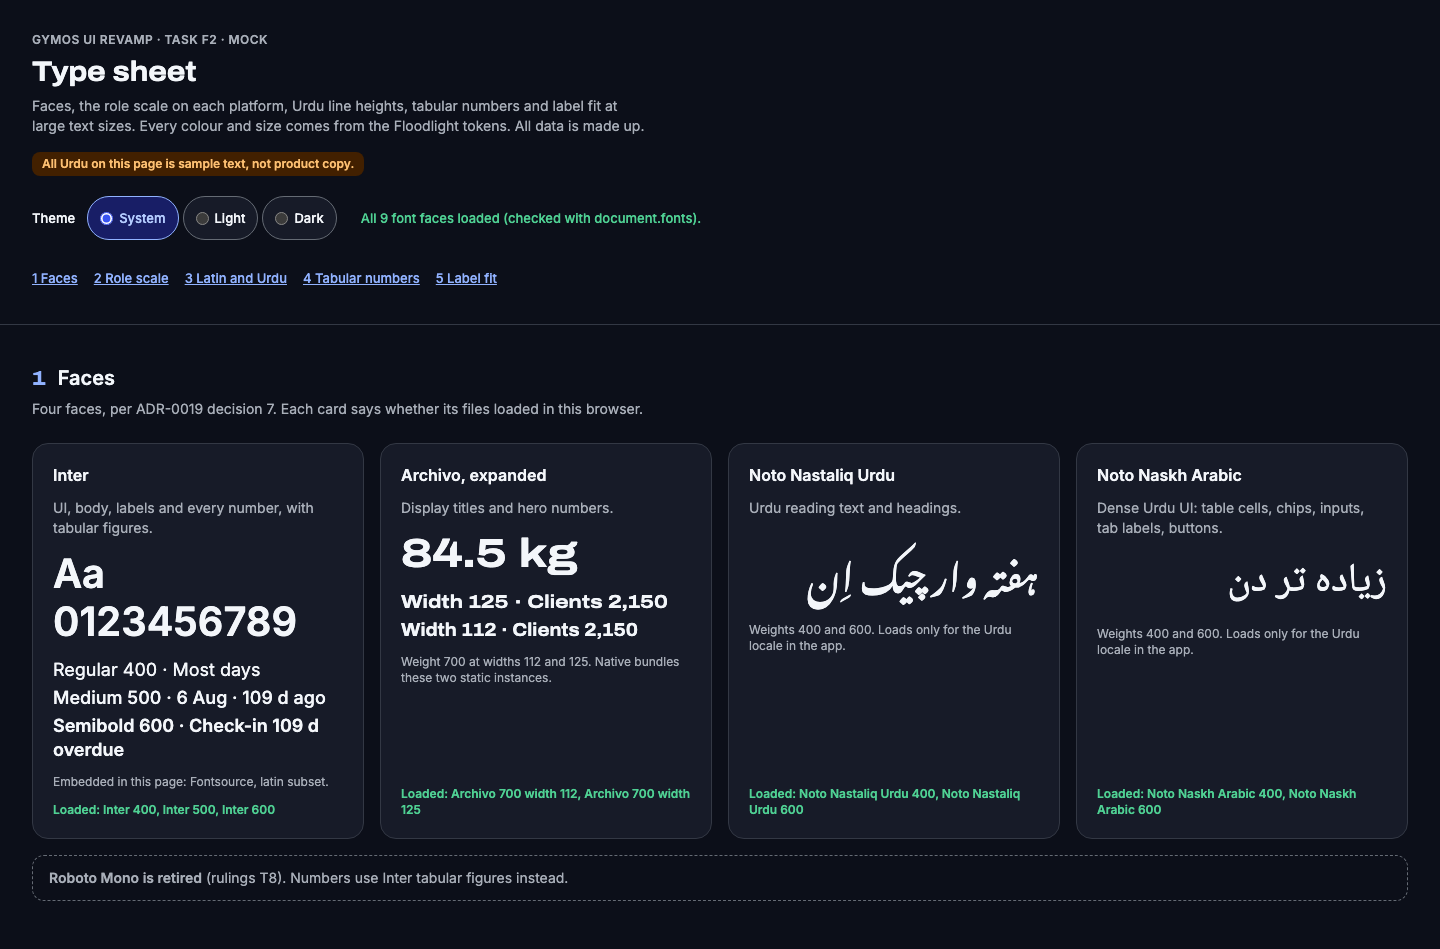 GYMOS UI REVAMP · TASK F2 · MOCK
Type sheet
Faces, the role scale on each platform, Urdu line heights, tabular numbers and label fit at
large text sizes. Every colour and size comes from the Floodlight tokens. All data is made up.
All Urdu on this page is sample text, not product copy.
Theme System Light Dark All 9 font faces loaded (checked with document.fonts).
1 Faces 2 Role scale 3 Latin and Urdu 4 Tabular numbers 5 Label fit
1 Faces
Four faces, per ADR-0019 decision 7. Each card says whether its files loaded in this browser.
Inter
UI, body, labels and every number, with
tabular figures.
Aa
0123456789
Regular 400 · Most days
Medium 500 · 6 Aug · 109 d ago
Semibold 600 · Check-in 109 d
overdue
Embedded in this page: Fontsource, latin subset.
Loaded: Inter 400, Inter 500, Inter 600
Archivo, expanded
Display titles and hero numbers.
84.5 kg
Width 125 · Clients 2,150
Width 112 · Clients 2,150
Weight 700 at widths 112 and 125. Native bundles
these two static instances.
Loaded: Archivo 700 width 112, Archivo 700 width
125
Noto Nastaliq Urdu
Urdu reading text and headings.
ہفتہ وار چیک اِن
Weights 400 and 600. Loads only for the Urdu
locale in the app.
Loaded: Noto Nastaliq Urdu 400, Noto Nastaliq
Urdu 600
Noto Naskh Arabic
Dense Urdu UI: table cells, chips, inputs,
tab labels, buttons.
زیادہ تر دن
Weights 400 and 600. Loads only for the Urdu
locale in the app.
Loaded: Noto Naskh Arabic 400, Noto Naskh
Arabic 600
Roboto Mono is retired (rulings T8). Numbers use Inter tabular figures instead.